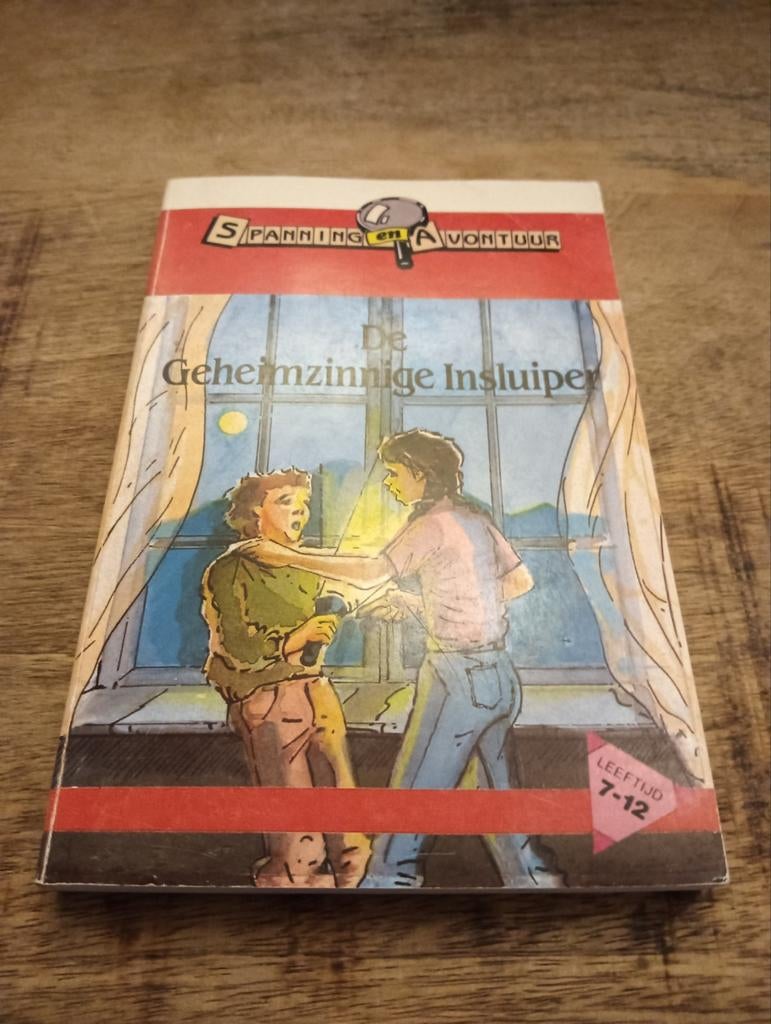 Spanning en Avontuur
De
Geheimzinnige Insluiper
LEEFTIJD
7-12